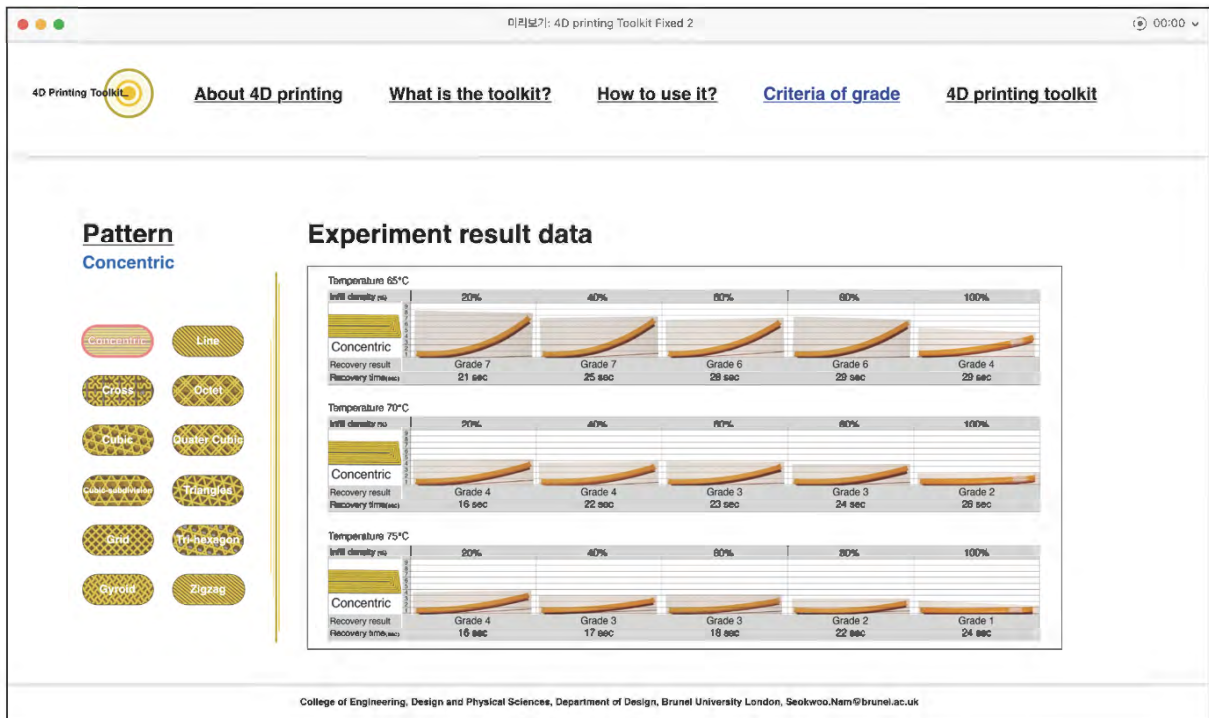 미리보기: 4D printing Toolkit Fixed 2
00:00
4D Printing Toolkit
About 4D printing What is the toolkit? How to use it? Criteria of grade 4D printing toolkit
Pattern
Concentric
Concentric Line
Cross Octet
Cubic Quater Cubic
Cubic-subdivision Triangles
Grid Tri-hexagon
Gyroid Zigzag
Experiment result data
Temperature 65°C
Infill density (%) 20% 40% 60% 80% 100%
Concentric
Recovery result Grade 7 Grade 7 Grade 6 Grade 6 Grade 4
Recovery time(sec) 21 sec 25 sec 28 sec 29 sec 29 sec
Temperature 70°C
Infill density (%) 20% 40% 60% 80% 100%
Concentric
Recovery result Grade 4 Grade 4 Grade 3 Grade 3 Grade 2
Recovery time(sec) 16 sec 22 sec 23 sec 24 sec 26 sec
Temperature 75°C
Infill density (%) 20% 40% 60% 80% 100%
Concentric
Recovery result Grade 4 Grade 3 Grade 3 Grade 2 Grade 1
Recovery time(sec) 16 sec 17 sec 18 sec 22 sec 24 sec
College of Engineering, Design and Physical Sciences, Department of Design, Brunel University London, Seokwoo.Nam@brunel.ac.uk